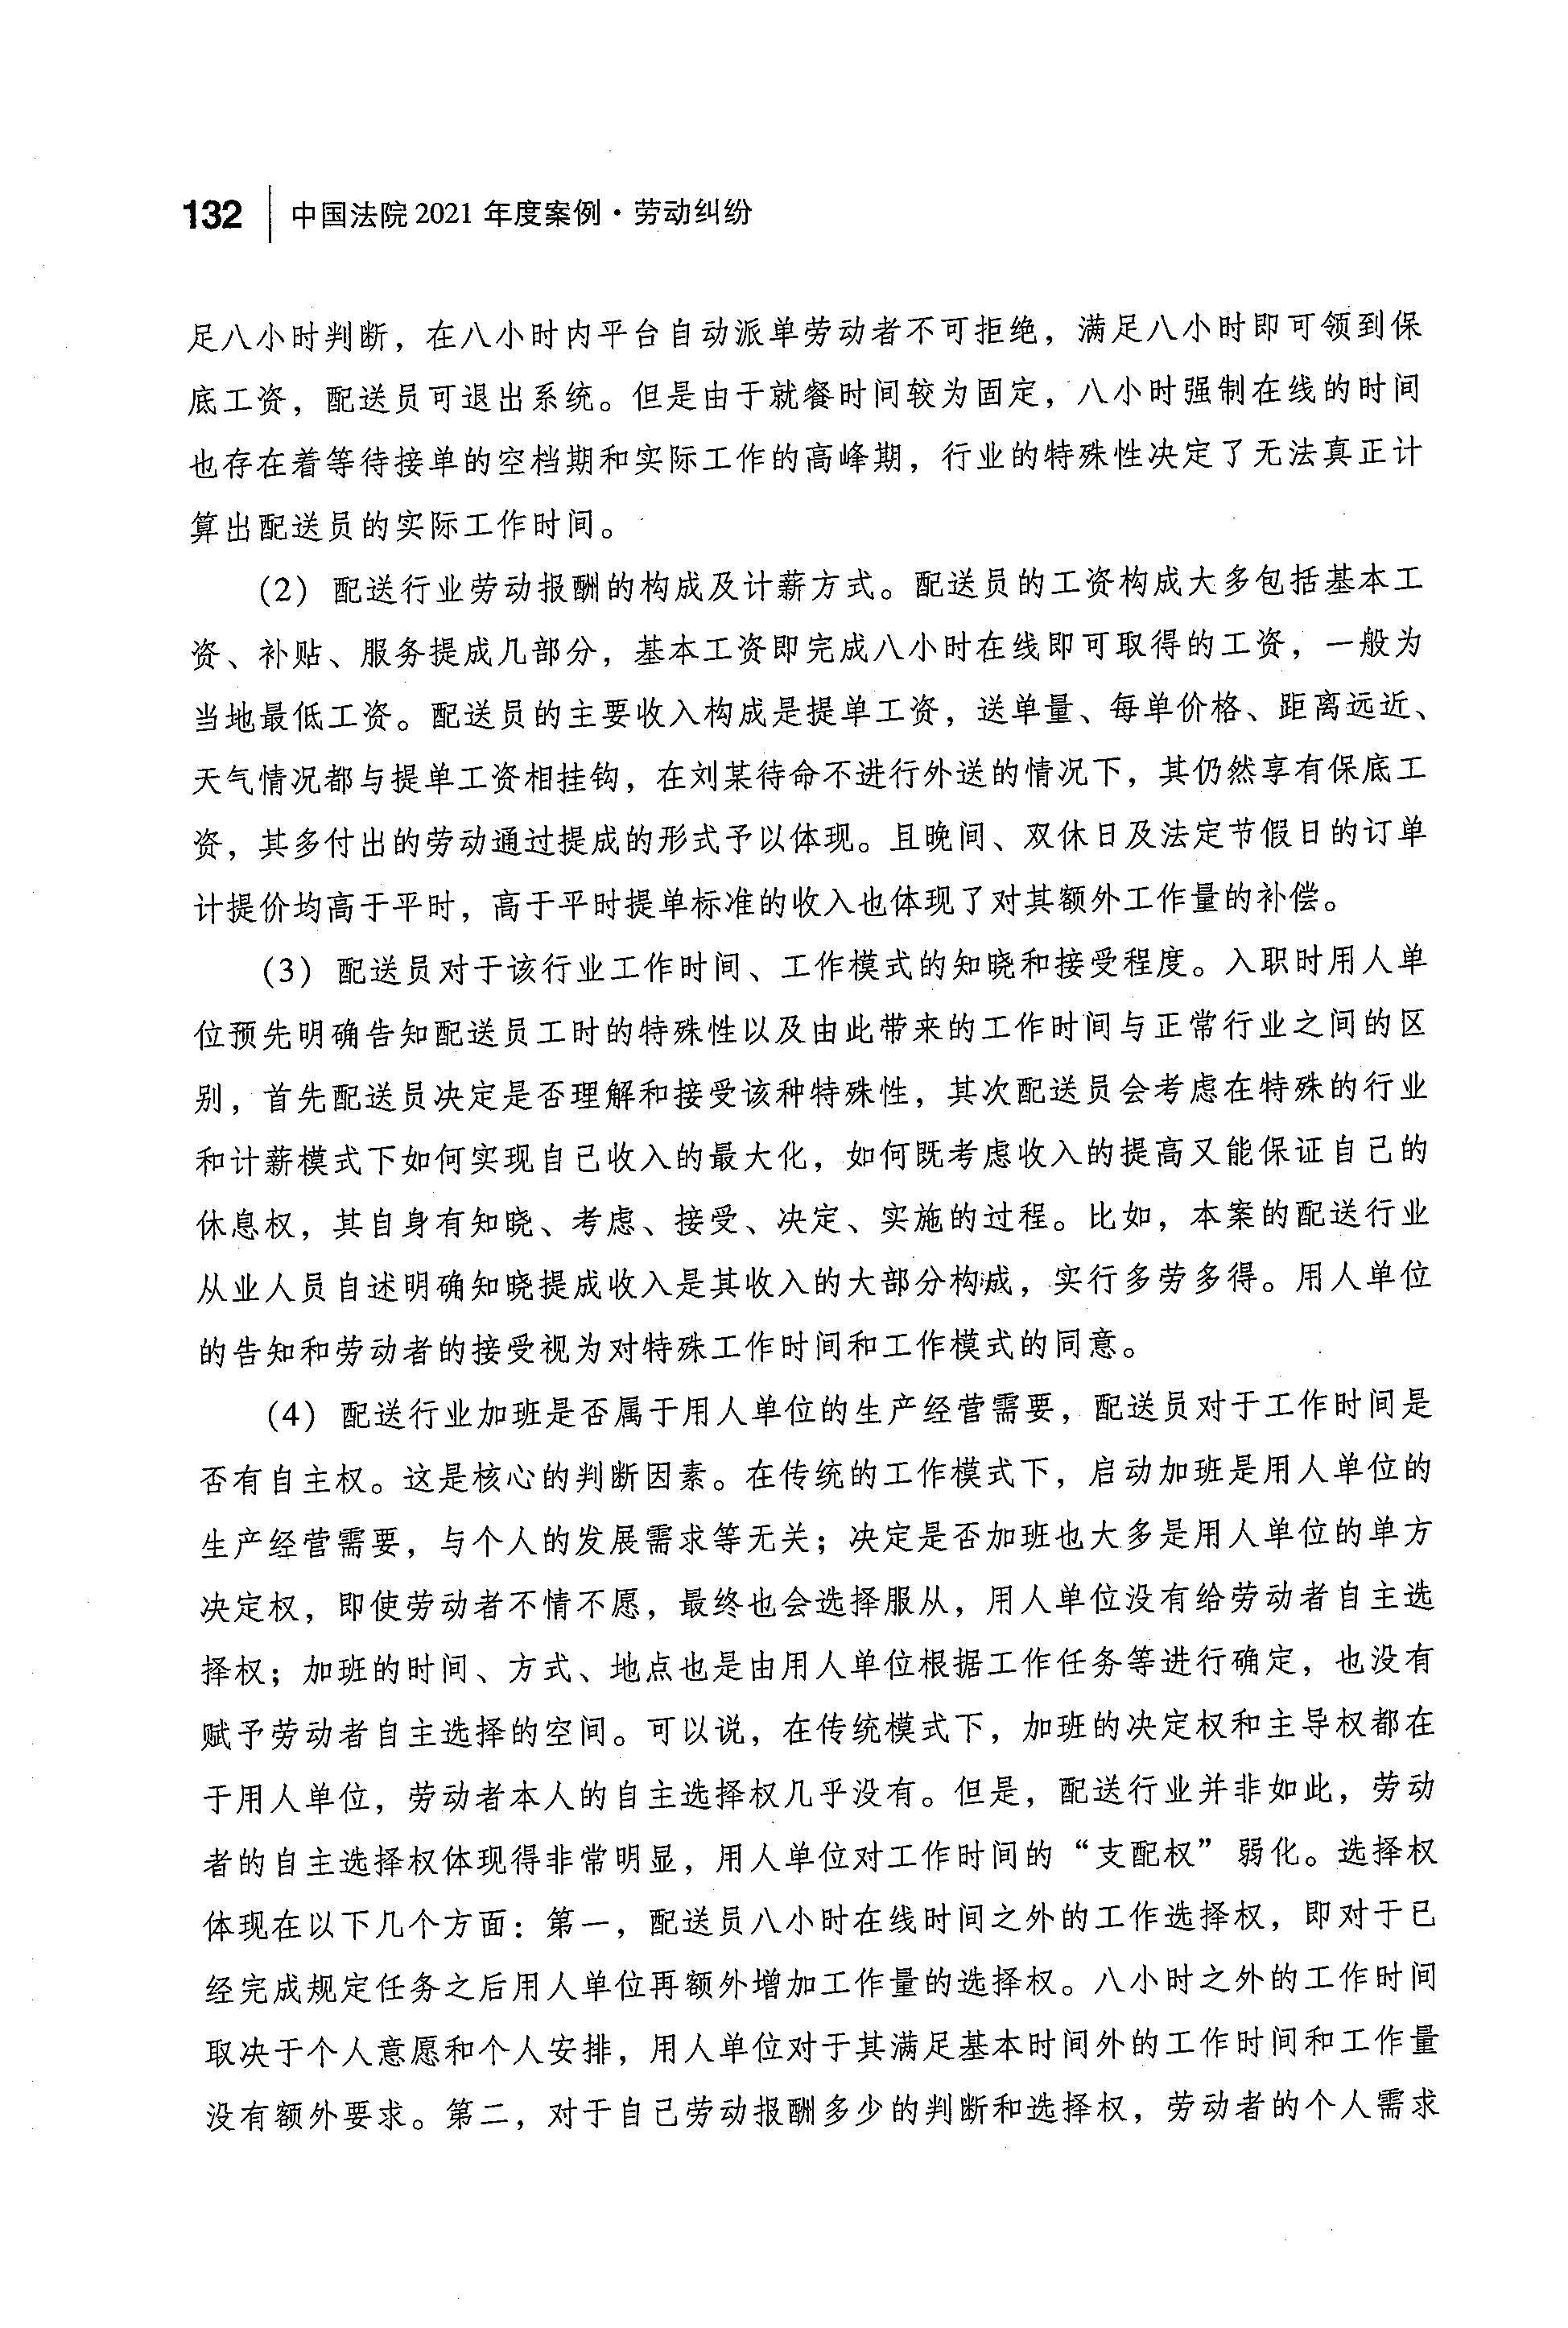 132 中国法院2021年度案例·劳动纠纷
足八小时判断，在八小时内平台自动派单劳动者不可拒绝，满足八小时即可领到保
底工资，配送员可退出系统。但是由于就餐时间较为固定，八小时强制在线的时间
也存在着等待接单的空档期和实际工作的高峰期，行业的特殊性决定了无法真正计
算出配送员的实际工作时间。
（2）配送行业劳动报酬的构成及计薪方式。配送员的工资构成大多包括基本工
资、补贴、服务提成几部分，基本工资即完成八小时在线即可取得的工资，一般为
当地最低工资。配送员的主要收入构成是提单工资，送单量、每单价格、距离远近、
天气情况都与提单工资相挂钩，在刘某待命不进行外送的情况下，其仍然享有保底工
资，其多付出的劳动通过提成的形式予以体现。且晚间、双休日及法定节假日的订单
计提价均高于平时，高于平时提单标准的收入也体现了对其额外工作量的补偿。
（3）配送员对于该行业工作时间、工作模式的知晓和接受程度。入职时用人单
位预先明确告知配送员工时的特殊性以及由此带来的工作时间与正常行业之间的区
别，首先配送员决定是否理解和接受该种特殊性，其次配送员会考虑在特殊的行业
和计薪模式下如何实现自己收入的最大化，如何既考虑收入的提高又能保证自己的
休息权，其自身有知晓、考虑、接受、决定、实施的过程。比如，本案的配送行业
从业人员自述明确知晓提成收入是其收入的大部分构成，实行多劳多得。用人单位
的告知和劳动者的接受视为对特殊工作时间和工作模式的同意。
（4）配送行业加班是否属于用人单位的生产经营需要，配送员对于工作时间是
否有自主权。这是核心的判断因素。在传统的工作模式下，启动加班是用人单位的
生产经营需要，与个人的发展需求等无关；决定是否加班也大多是用人单位的单方
决定权，即使劳动者不情不愿，最终也会选择服从，用人单位没有给劳动者自主选
择权；加班的时间、方式、地点也是由用人单位根据工作任务等进行确定，也没有
赋予劳动者自主选择的空间。可以说，在传统模式下，加班的决定权和主导权都在
于用人单位，劳动者本人的自主选择权几乎没有。但是，配送行业并非如此，劳动
者的自主选择权体现得非常明显，用人单位对工作时间的“支配权”弱化。选择权
体现在以下几个方面：第一，配送员八小时在线时间之外的工作选择权，即对于已
经完成规定任务之后用人单位再额外增加工作量的选择权。八小时之外的工作时间
取决于个人意愿和个人安排，用人单位对于其满足基本时间外的工作时间和工作量
没有额外要求。第二，对于自己劳动报酬多少的判断和选择权，劳动者的个人需求